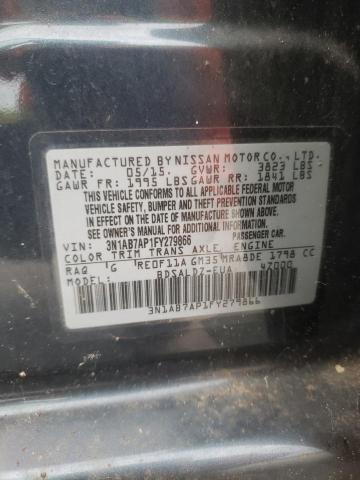 MANUFACTURED BY NISSAN MOTOR CO., LTD.
DATE: 05/15. GVWR: 3823 LBS
GAWR FR: 1995 LBS GAWR RR: 1841 LBS
THIS VEHICLE CONFORMS TO ALL APPLICABLE FEDERAL MOTOR
VEHICLE SAFETY, BUMPER AND THEFT PREVENTION STANDARDS
IN EFFECT ON THE DATE OF MANUFACTURE SHOWN ABOVE.
SEE OWNER'S MANUAL FOR ADDITIONAL INFORMATION.
VIN: 3N1AB7AP1FY279866 PASSENGER CAR
COLOR TRIM TRANS AXLE ENGINE
RAQ G RE0F11A GM35 MRA8DE 1798 CC
MODEL: BDSALDZ-EUA 4Z000
3N1AB7AP1FY279866